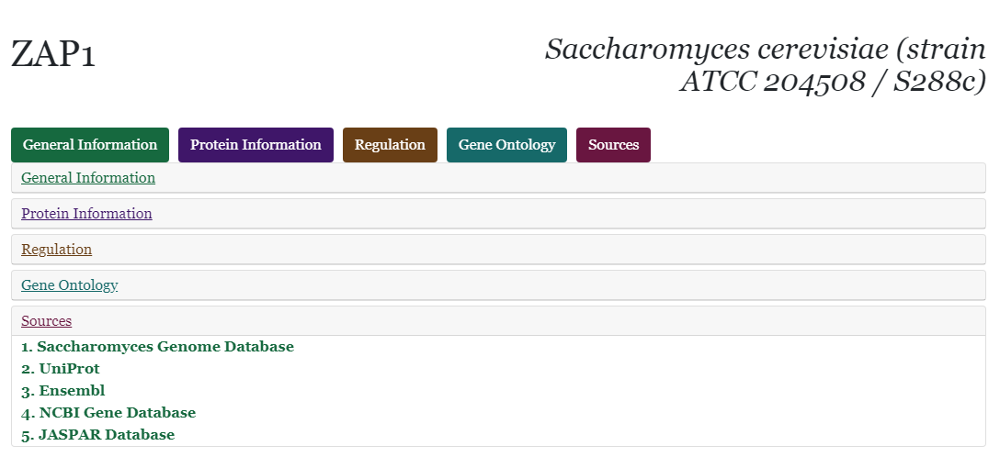 ZAP1
Saccharomyces cerevisiae (strain
ATCC 204508 / S288c)
General Information
Protein Information
Regulation
Gene Ontology
Sources
General Information
Protein Information
Regulation
Gene Ontology
Sources
1. Saccharomyces Genome Database
2. UniProt
3. Ensembl
4. NCBI Gene Database
5. JASPAR Database